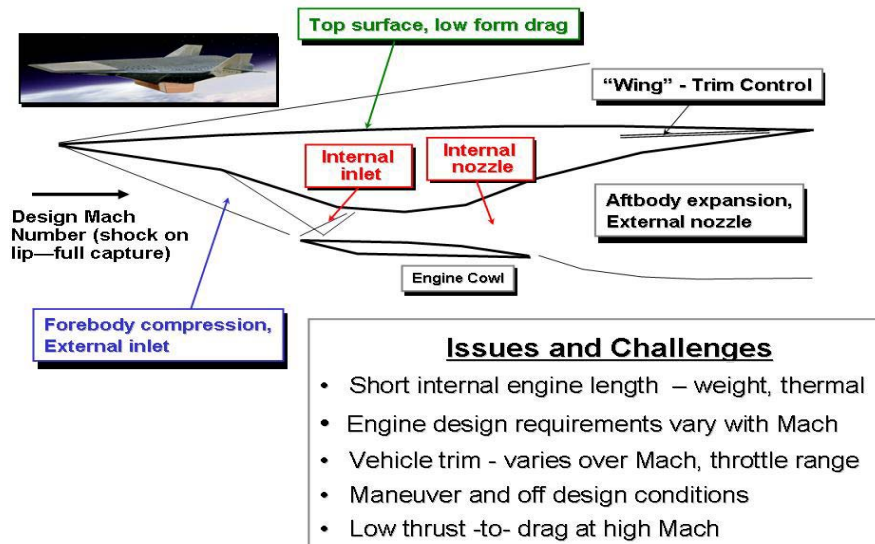 Top surface, low form drag
“Wing” - Trim Control
Internal
inlet
Internal
nozzle
Design Mach
Number (shock on
lip—full capture)
Aftbody expansion,
External nozzle
Engine Cowl
Forebody compression,
External inlet
Issues and Challenges
• Short internal engine length – weight, thermal
• Engine design requirements vary with Mach
• Vehicle trim - varies over Mach, throttle range
• Maneuver and off design conditions
• Low thrust -to- drag at high Mach